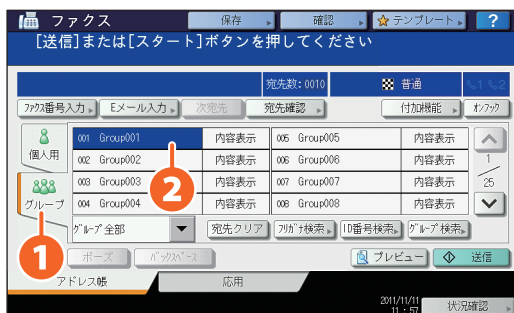 ファクス 保存 確認 テンプレート ?
[送信]または[スタート]ボタンを押してください
宛先数:0010 普通 L1 L2
ファクス番号入力 Eメール入力 次宛先 宛先確認 付加機能 オンフック
個人用
グループ
001 Group001 内容表示 005 Group005 内容表示
002 Group002 内容表示 006 Group006 内容表示
003 Group003 内容表示 007 Group007 内容表示
004 Group004 内容表示 008 Group008 内容表示
1
25
1
2
グループ全部 宛先クリア フリガナ検索 ID番号検索 グループ検索
ポーズ バックスペース プレビュー 送信
アドレス帳 応用
2011/11/11
11:57 状況確認